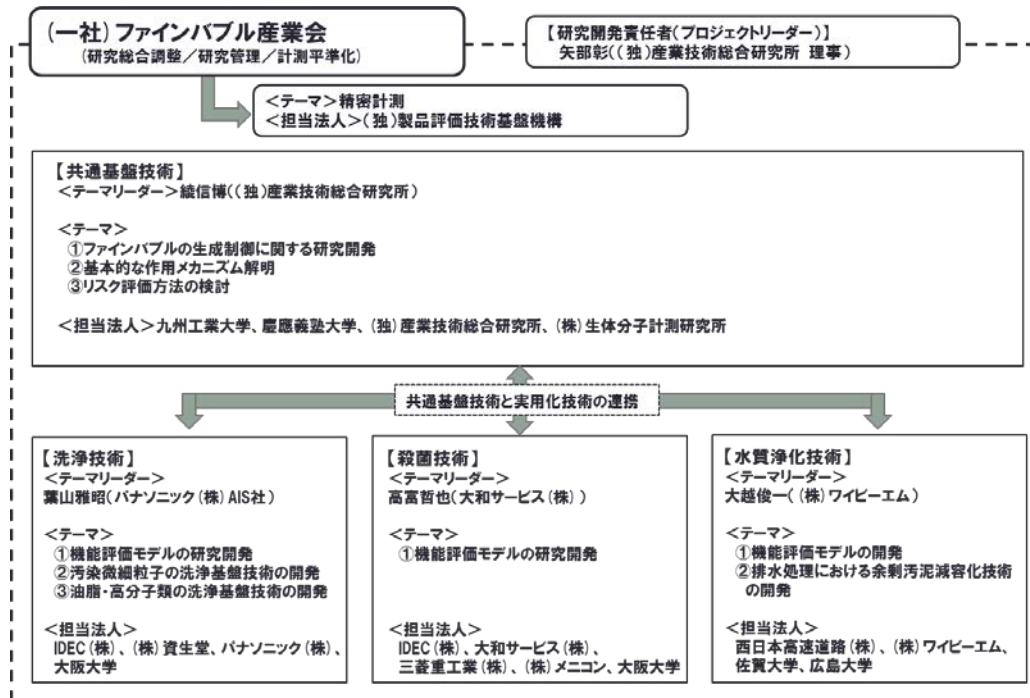 (一社)ファインバブル産業会
(研究総合調整/研究管理/計測平準化)
【研究開発責任者(プロジェクトリーダー)】
矢部彰((独)産業技術総合研究所 理事)
<テーマ>精密計測
<担当法人>(独)製品評価技術基盤機構
【共通基盤技術】
<テーマリーダー>綾信博((独)産業技術総合研究所)
<テーマ>
①ファインバブルの生成制御に関する研究開発
②基本的な作用メカニズム解明
③リスク評価方法の検討
<担当法人>九州工業大学、慶應義塾大学、(独)産業技術総合研究所、(株)生体分子計測研究所
共通基盤技術と実用化技術の連携
【洗浄技術】
<テーマリーダー>
葉山雅昭(パナソニック(株)AIS社)
<テーマ>
①機能評価モデルの研究開発
②汚染微細粒子の洗浄基盤技術の開発
③油脂・高分子類の洗浄基盤技術の開発
<担当法人>
IDEC(株)、(株)資生堂、パナソニック(株)、
大阪大学
【殺菌技術】
<テーマリーダー>
高富哲也(大和サービス(株))
<テーマ>
①機能評価モデルの研究開発
<担当法人>
IDEC(株)、大和サービス(株)、
三菱重工業(株)、(株)メニコン、大阪大学
【水質浄化技術】
<テーマリーダー>
大越俊一((株)ワイビーエム)
<テーマ>
①機能評価モデルの開発
②排水処理における余剰汚泥減容化技術
の開発
<担当法人>
西日本高速道路(株)、(株)ワイビーエム、
佐賀大学、広島大学